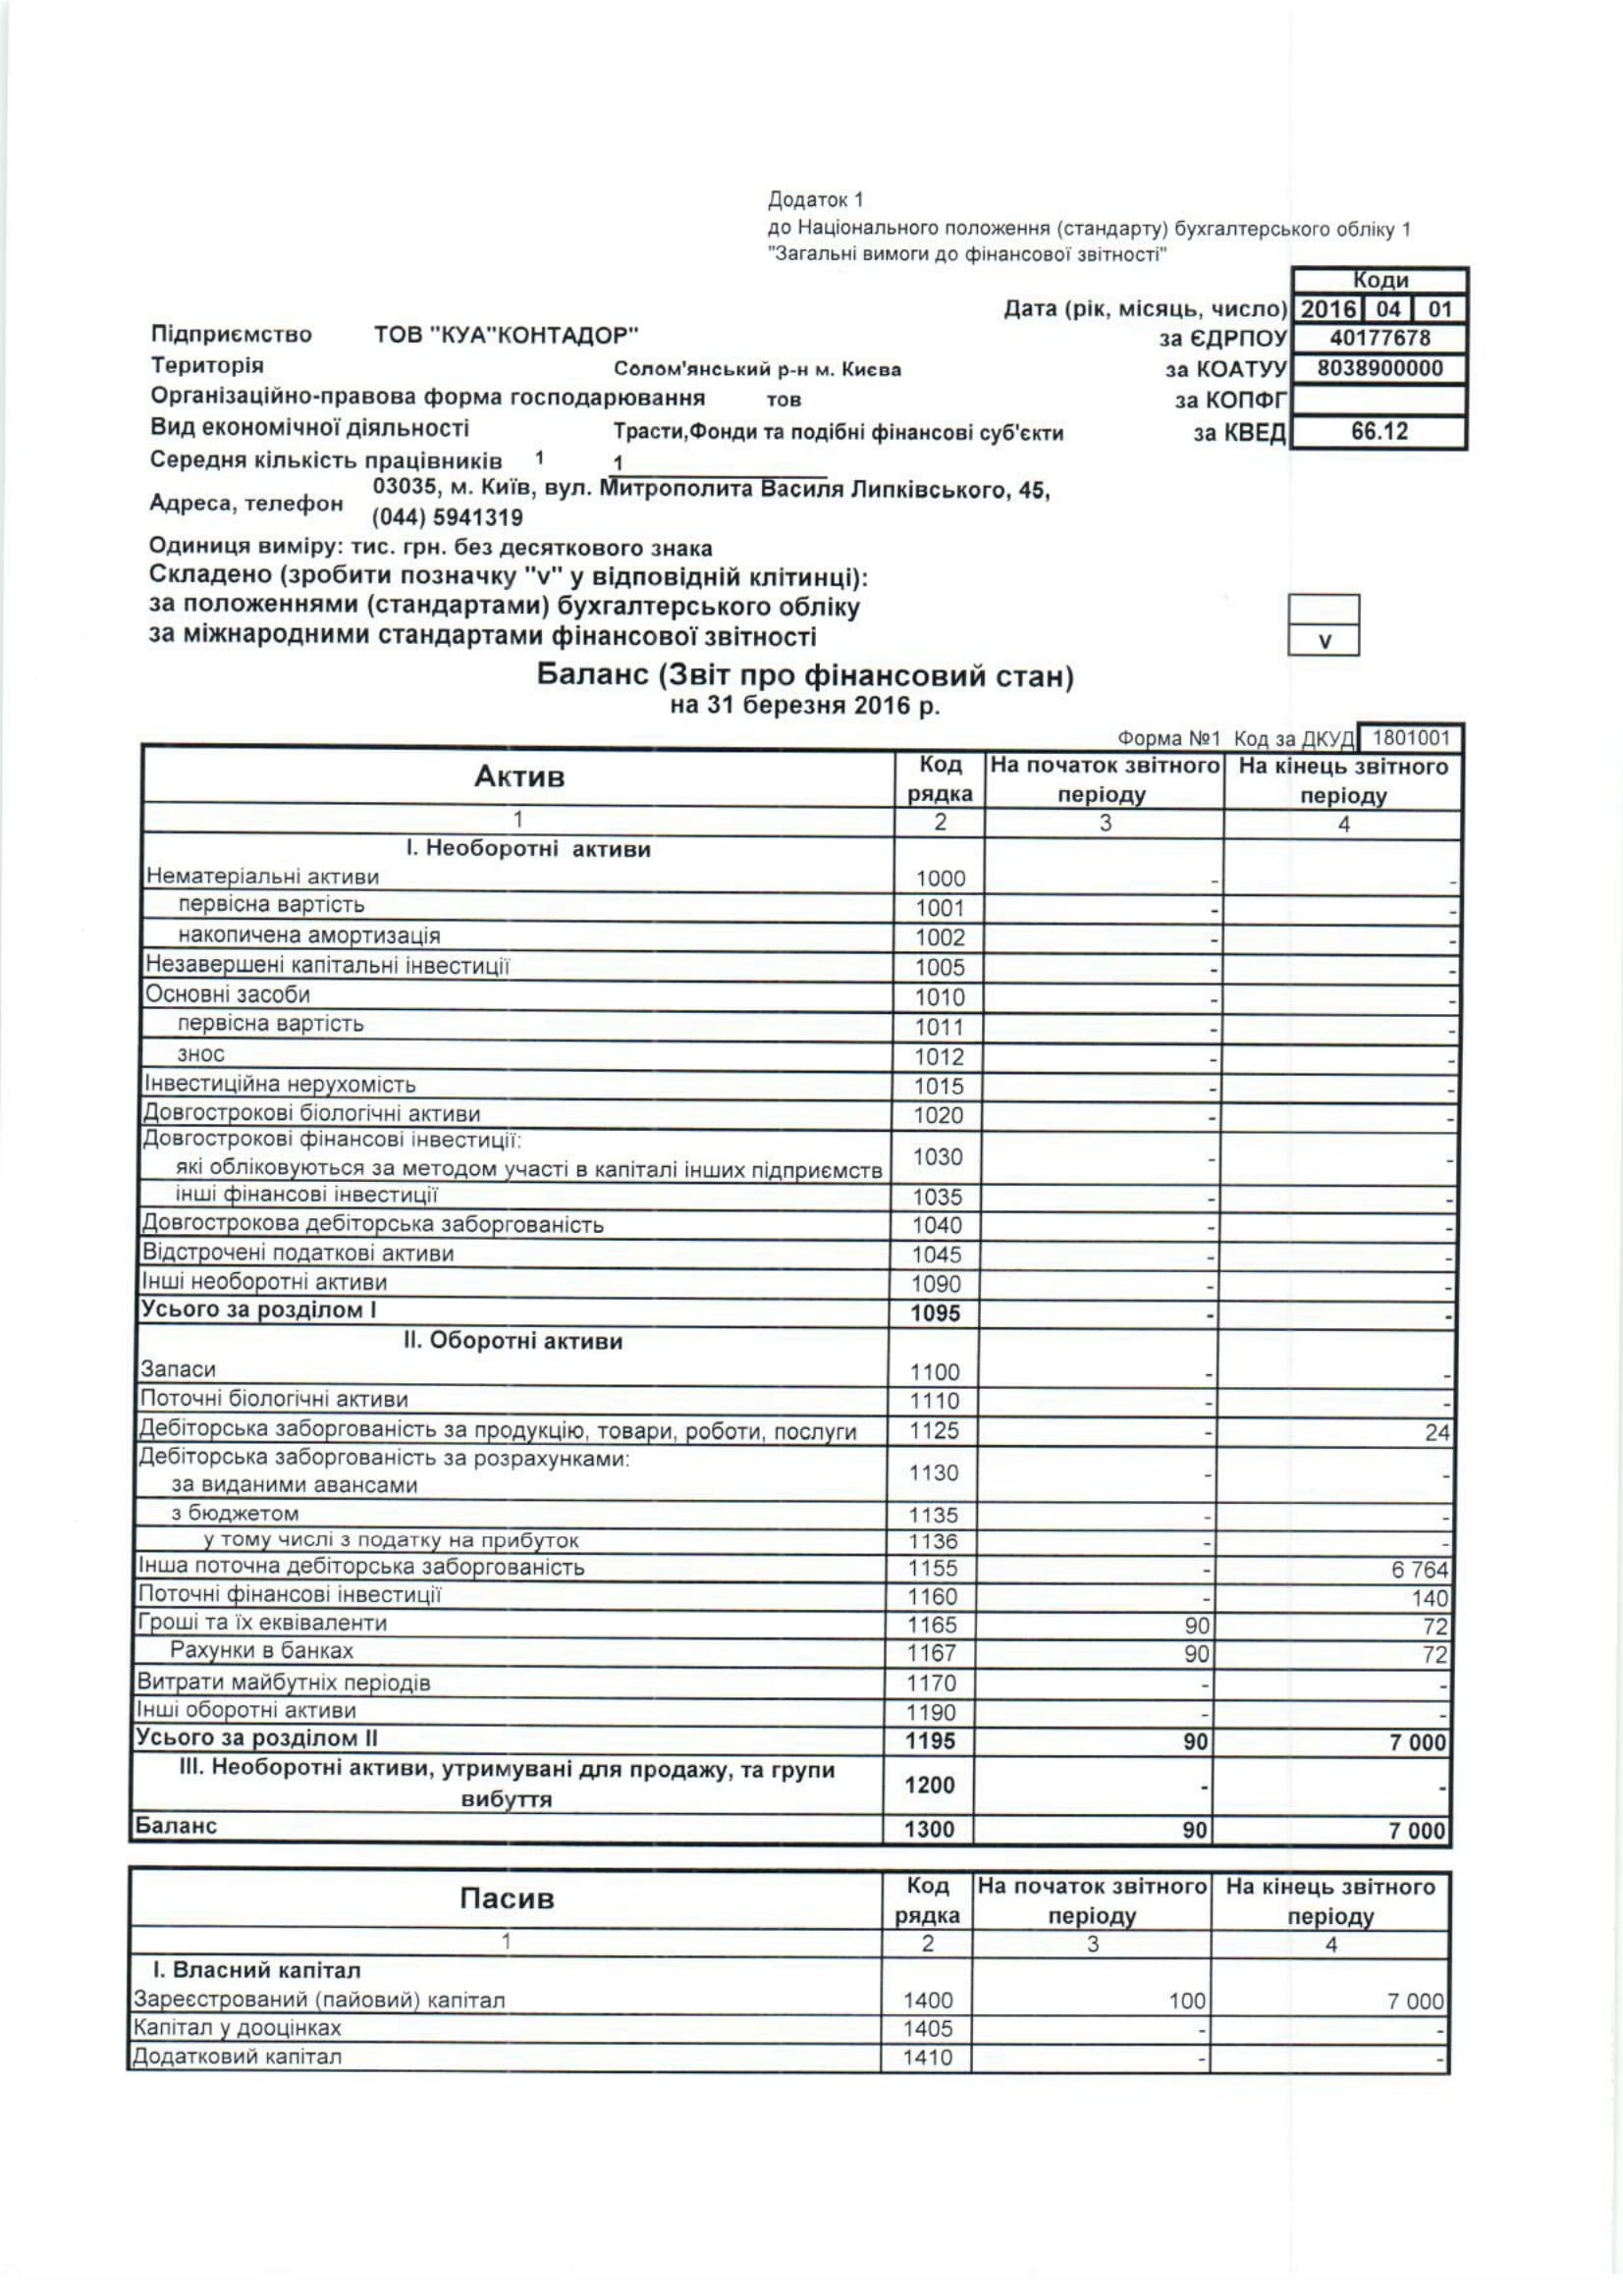 Додаток 1
до Національного положення (стандарту) бухгалтерського обліку 1
"Загальні вимоги до фінансової звітності"
Коди
Дата (рік, місяць, число) 2016 04 01
Підприємство ТОВ "КУА"КОНТАДОР" за ЄДРПОУ 40177678
Територія Солом'янський р-н м. Києва за КОАТУУ 8038900000
Організаційно-правова форма господарювання тов за КОПФГ
Вид економічної діяльності Трасти,Фонди та подібні фінансові суб'єкти за КВЕД 66.12
Середня кількість працівників 1 1
Адреса, телефон 03035, м. Київ, вул. Митрополита Василя Липківського, 45,
(044) 5941319
Одиниця виміру: тис. грн. без десяткового знака
Складено (зробити позначку "v" у відповідній клітинці):
за положеннями (стандартами) бухгалтерського обліку
за міжнародними стандартами фінансової звітності v
Баланс (Звіт про фінансовий стан)
на 31 березня 2016 р.
Форма №1 Код за ДКУД 1801001
Актив Код рядка На початок звітного періоду На кінець звітного періоду
1 2 3 4
I. Необоротні активи
Нематеріальні активи 1000 - -
первісна вартість 1001 - -
накопичена амортизація 1002 - -
Незавершені капітальні інвестиції 1005 - -
Основні засоби 1010 - -
первісна вартість 1011 - -
знос 1012 - -
Інвестиційна нерухомість 1015 - -
Довгострокові біологічні активи 1020 - -
Довгострокові фінансові інвестиції:
які обліковуються за методом участі в капіталі інших підприємств 1030 - -
інші фінансові інвестиції 1035 - -
Довгострокова дебіторська заборгованість 1040 - -
Відстрочені податкові активи 1045 - -
Інші необоротні активи 1090 - -
Усього за розділом I 1095 - -
II. Оборотні активи
Запаси 1100 - -
Поточні біологічні активи 1110 - -
Дебіторська заборгованість за продукцію, товари, роботи, послуги 1125 - 24
Дебіторська заборгованість за розрахунками:
за виданими авансами 1130 - -
з бюджетом 1135 - -
у тому числі з податку на прибуток 1136 - -
Інша поточна дебіторська заборгованість 1155 - 6 764
Поточні фінансові інвестиції 1160 - 140
Гроші та їх еквіваленти 1165 90 72
Рахунки в банках 1167 90 72
Витрати майбутніх періодів 1170 - -
Інші оборотні активи 1190 - -
Усього за розділом II 1195 90 7 000
III. Необоротні активи, утримувані для продажу, та групи
вибуття 1200 - -
Баланс 1300 90 7 000
Пасив Код рядка На початок звітного періоду На кінець звітного періоду
1 2 3 4
I. Власний капітал
Зареєстрований (пайовий) капітал 1400 100 7 000
Капітал у дооцінках 1405 - -
Додатковий капітал 1410 - -